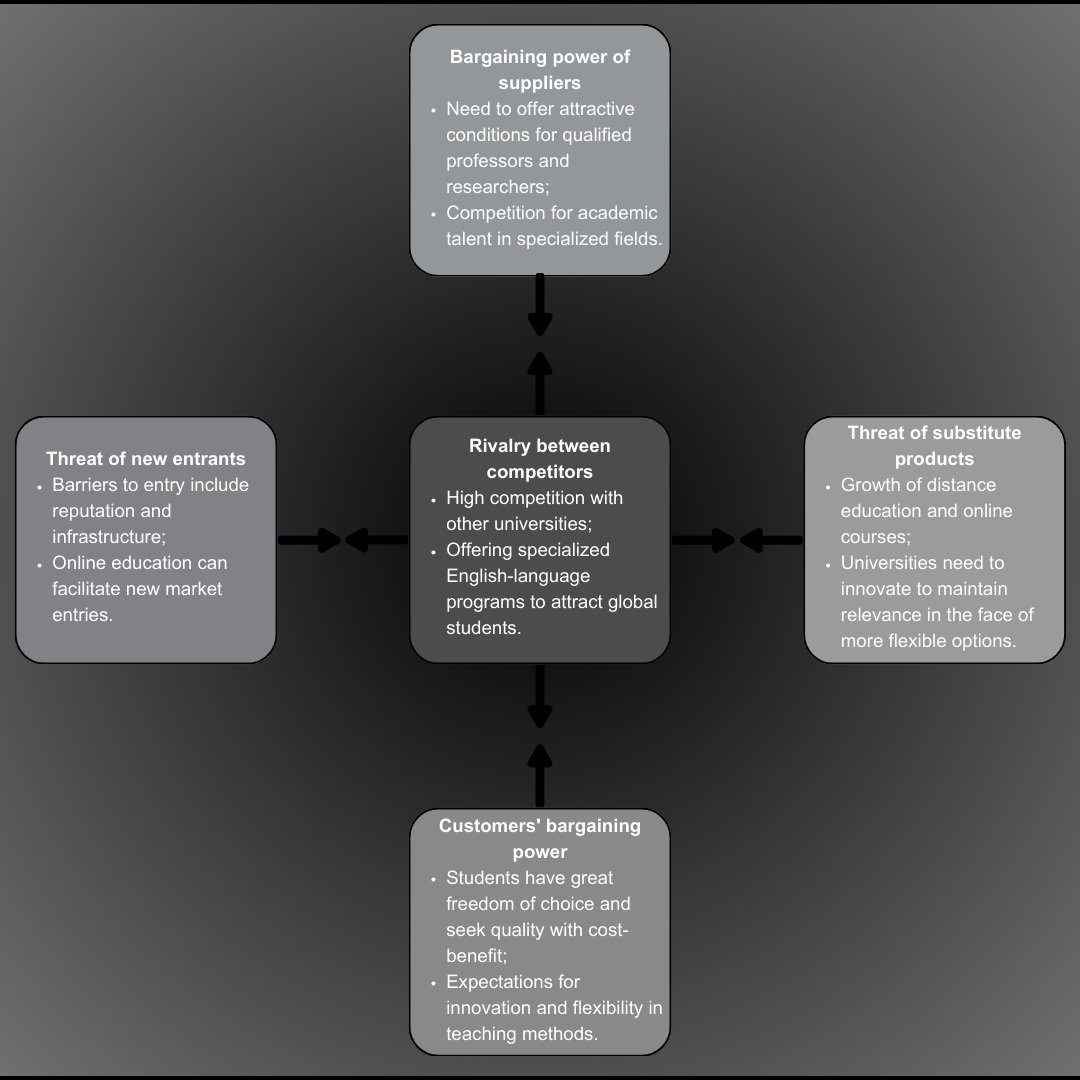 Bargaining power of
suppliers
• Need to offer attractive
conditions for qualified
professors and
researchers;
• Competition for academic
talent in specialized fields.
Threat of new entrants
• Barriers to entry include
reputation and
infrastructure;
• Online education can
facilitate new market
entries.
Rivalry between
competitors
• High competition with
other universities;
• Offering specialized
English-language
programs to attract global
students.
Threat of substitute
products
• Growth of distance
education and online
courses;
• Universities need to
innovate to maintain
relevance in the face of
more flexible options.
Customers' bargaining
power
• Students have great
freedom of choice and
seek quality with cost-
benefit;
• Expectations for
innovation and flexibility in
teaching methods.